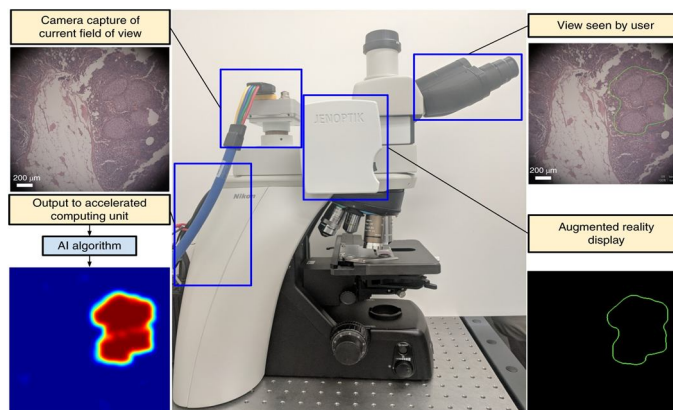 Camera capture of
current field of view
200 µm
Output to accelerated
computing unit
AI algorithm
JENOPTIK
Nikon
View seen by user
200 µm
Augmented reality
display